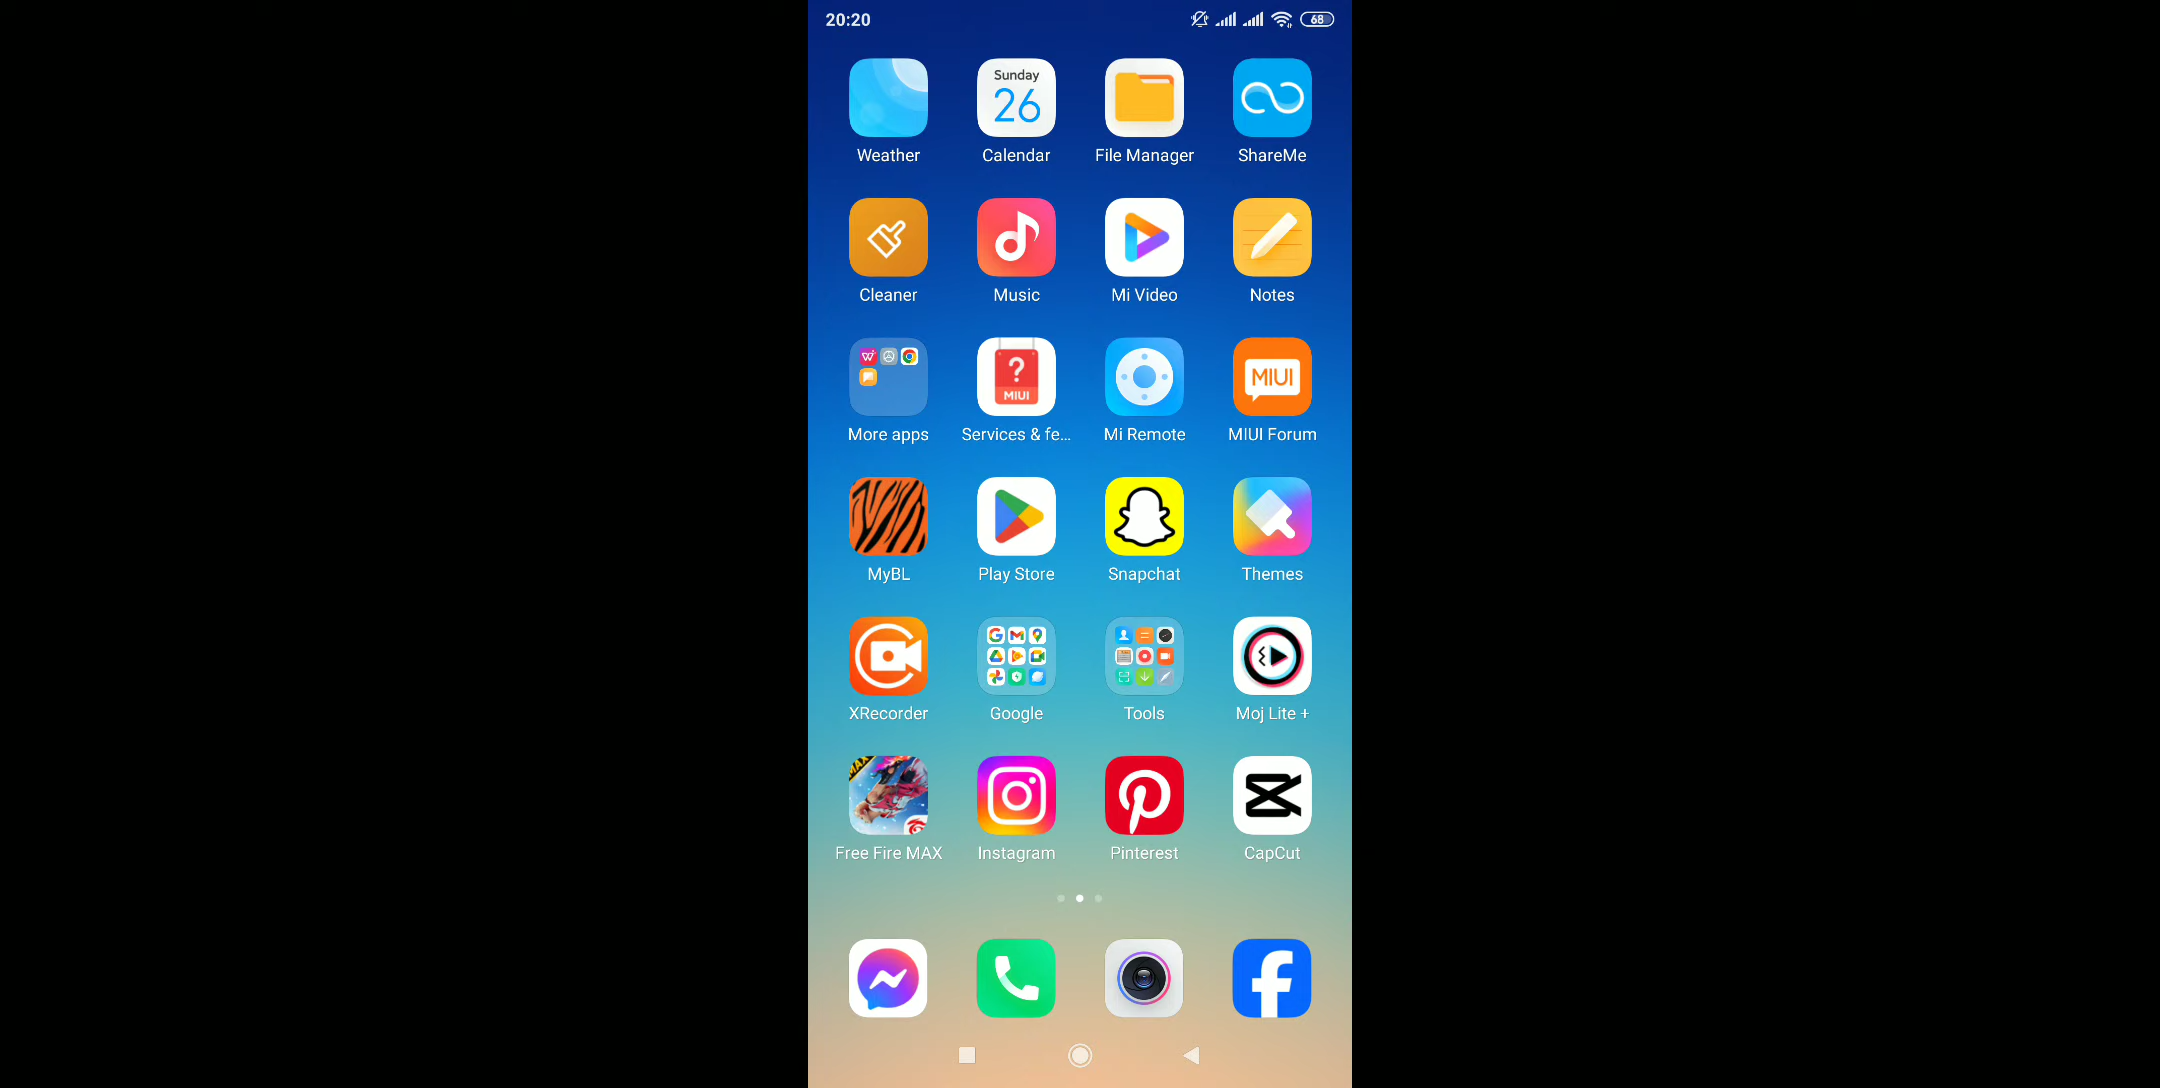 20:20
68
Sunday
26
Weather
Calendar
File Manager
ShareMe
Cleaner
Music
Mi Video
Notes
?
MIUI
MIUI
More apps
Services & fe...
Mi Remote
MIUI Forum
MyBL
Play Store
Snapchat
Themes
XRecorder
Google
Tools
Moj Lite +
MAX
Free Fire MAX
Instagram
Pinterest
CapCut